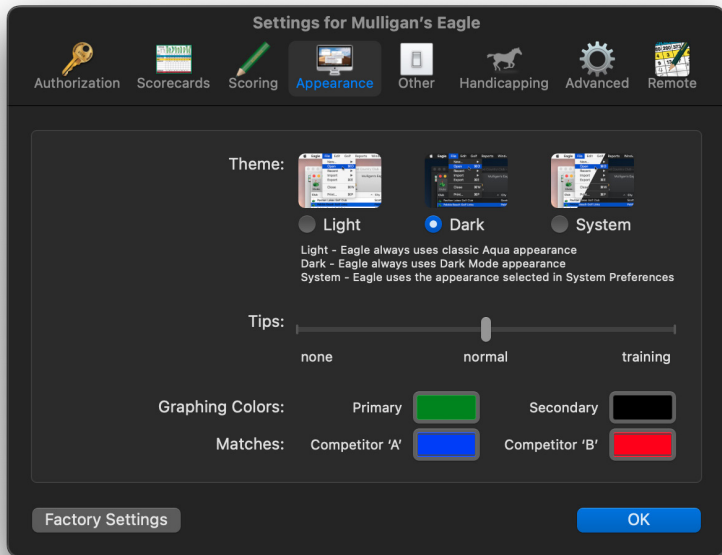 Settings for Mulligan's Eagle
Authorization Scorecards Scoring Appearance Other Handicapping Advanced Remote
Theme:
Light Dark System
Light – Eagle always uses classic Aqua appearance
Dark – Eagle always uses Dark Mode appearance
System – Eagle uses the appearance selected in System Preferences
Tips:
none normal training
Graphing Colors: Primary Secondary
Matches: Competitor ‘A’ Competitor ‘B’
Factory Settings OK